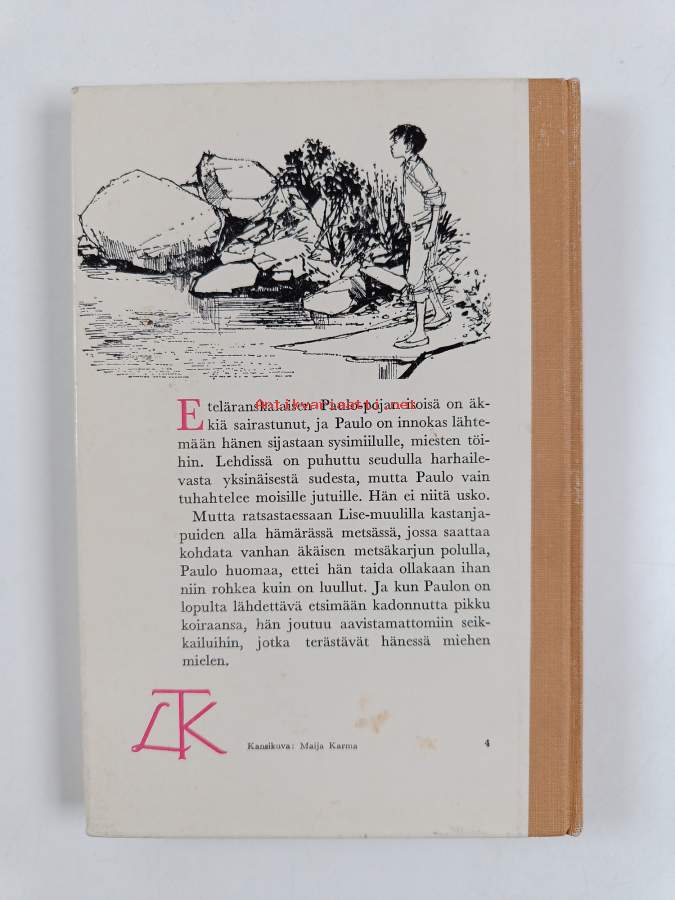 Eteläranskalaisen Paulo-pojan isoisä on äk-
kiä sairastunut, ja Paulo on innokas lähte-
mään hänen sijastaan sysimiilulle, miesten töi-
hin. Lehdissä on puhuttu seudulla harhaile-
vasta yksinäisestä sudesta, mutta Paulo vain
tuhahtelee moisille jutuille. Hän ei niitä usko.
Mutta ratsastaessaan Lise-muulilla kastanja-
puiden alla hämärässä metsässä, jossa saattaa
kohdata vanhan äkäisen metsäkarjun polulla,
Paulo huomaa, ettei hän taida ollakaan ihan
niin rohkea kuin on luullut. Ja kun Paulon on
lopulta lähdettävä etsimään kadonnutta pikku
koiraansa, hän joutuu aavistamattomiin seik-
kailuihin, jotka terästävät hänessä miehen
mielen.
LTK
Kansikuva: Maija Karma 4